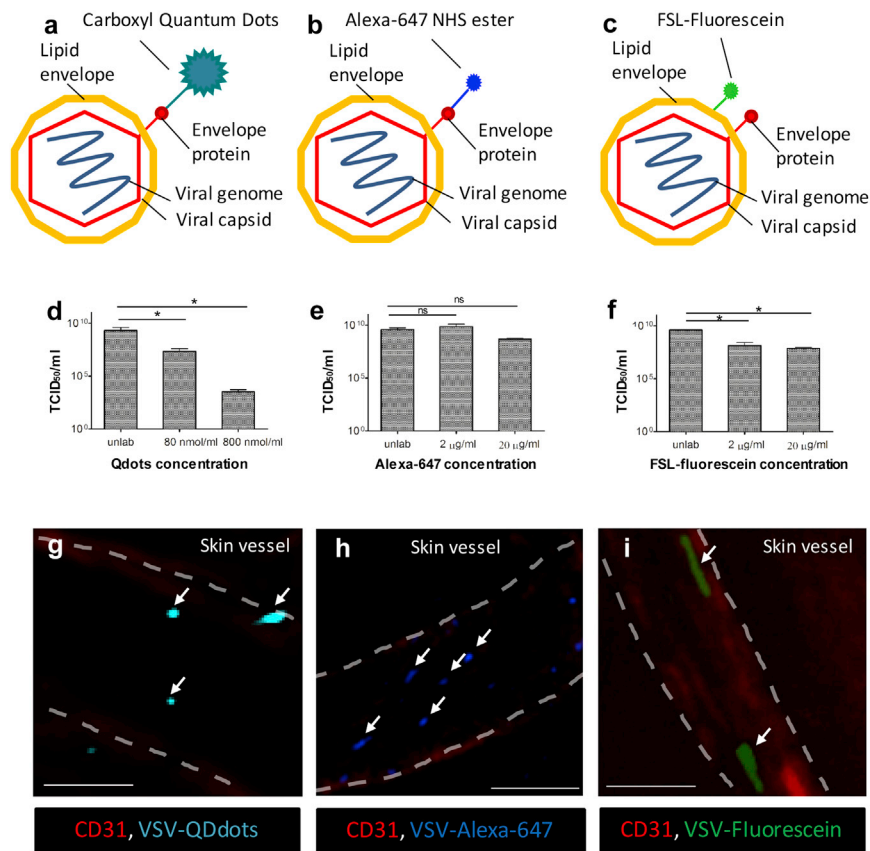 a
Carboxyl Quantum Dots
Lipid
envelope
Envelope
protein
Viral genome
Viral capsid
b
Alexa-647 NHS ester
Lipid
envelope
Envelope
protein
Viral genome
Viral capsid
c
FSL-Fluorescein
Lipid
envelope
Envelope
protein
Viral genome
Viral capsid
d
*
*
TCID50/ml
10^10
10^5
10^0
unlab
80 nmol/ml
800 nmol/ml
Qdots concentration
e
ns
ns
TCID50/ml
10^10
10^5
10^0
unlab
2 μg/ml
20 μg/ml
Alexa-647 concentration
f
*
*
TCID50/ml
10^10
10^5
10^0
unlab
2 μg/ml
20 μg/ml
FSL-fluorescein concentration
g
Skin vessel
CD31, VSV-QDdots
h
Skin vessel
CD31, VSV-Alexa-647
i
Skin vessel
CD31, VSV-Fluorescein